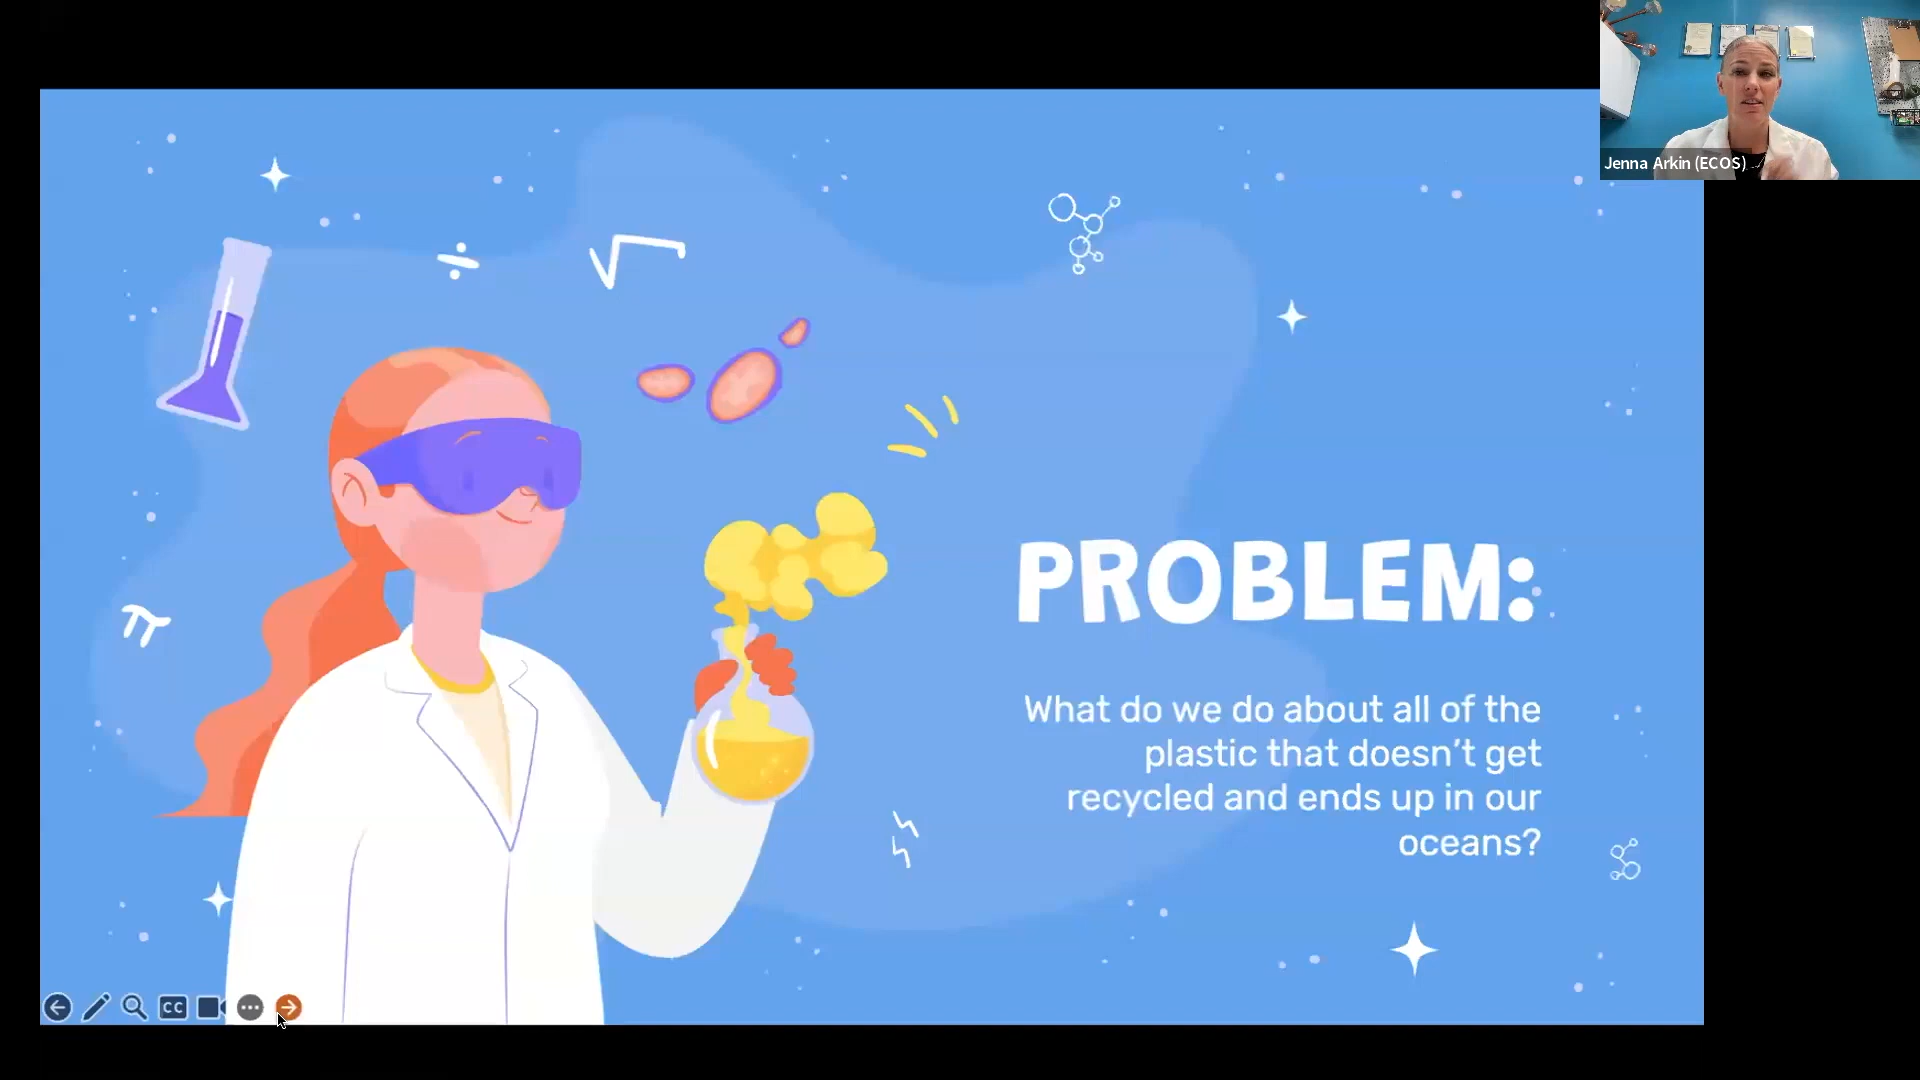 Jenna Arkin (ECOS)
÷
√
π
PROBLEM:
What do we do about all of the
plastic that doesn't get
recycled and ends up in our
oceans?
CC